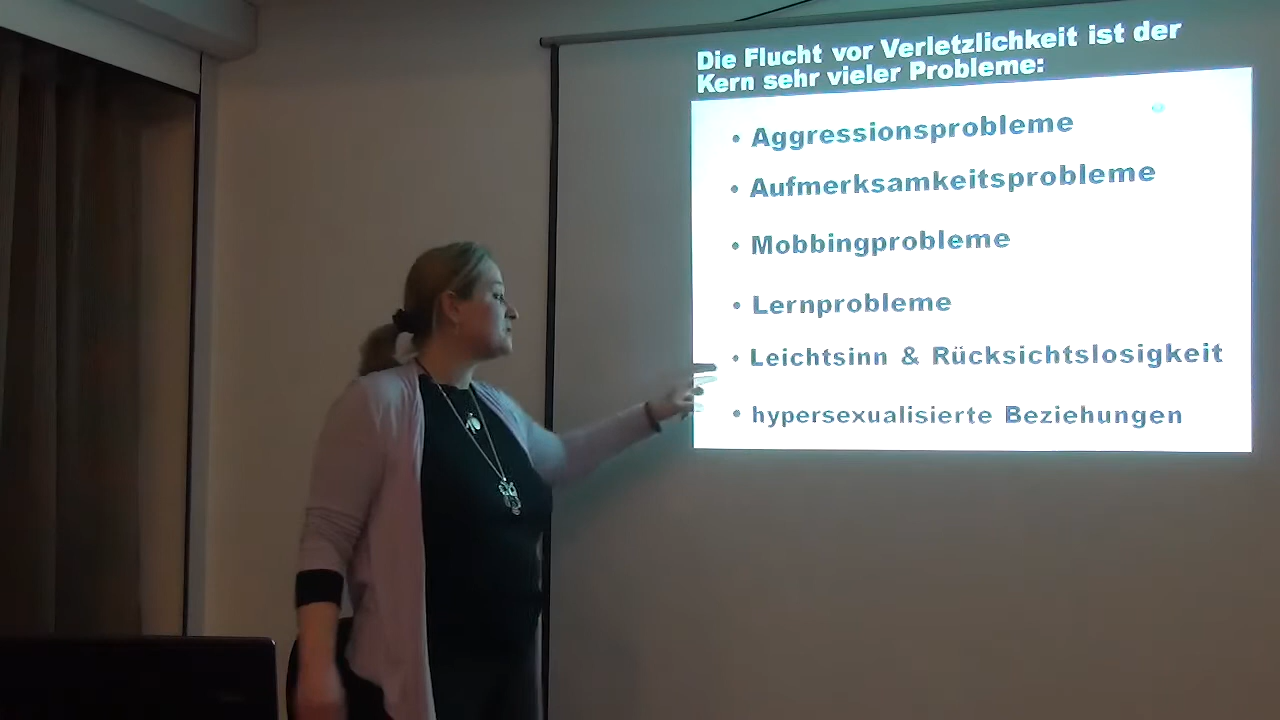 Die Flucht vor Verletzlichkeit ist der
Kern sehr vieler Probleme:
• Aggressionsprobleme
• Aufmerksamkeitsprobleme
• Mobbingprobleme
• Lernprobleme
• Leichtsinn & Rücksichtslosigkeit
• hypersexualisierte Beziehungen